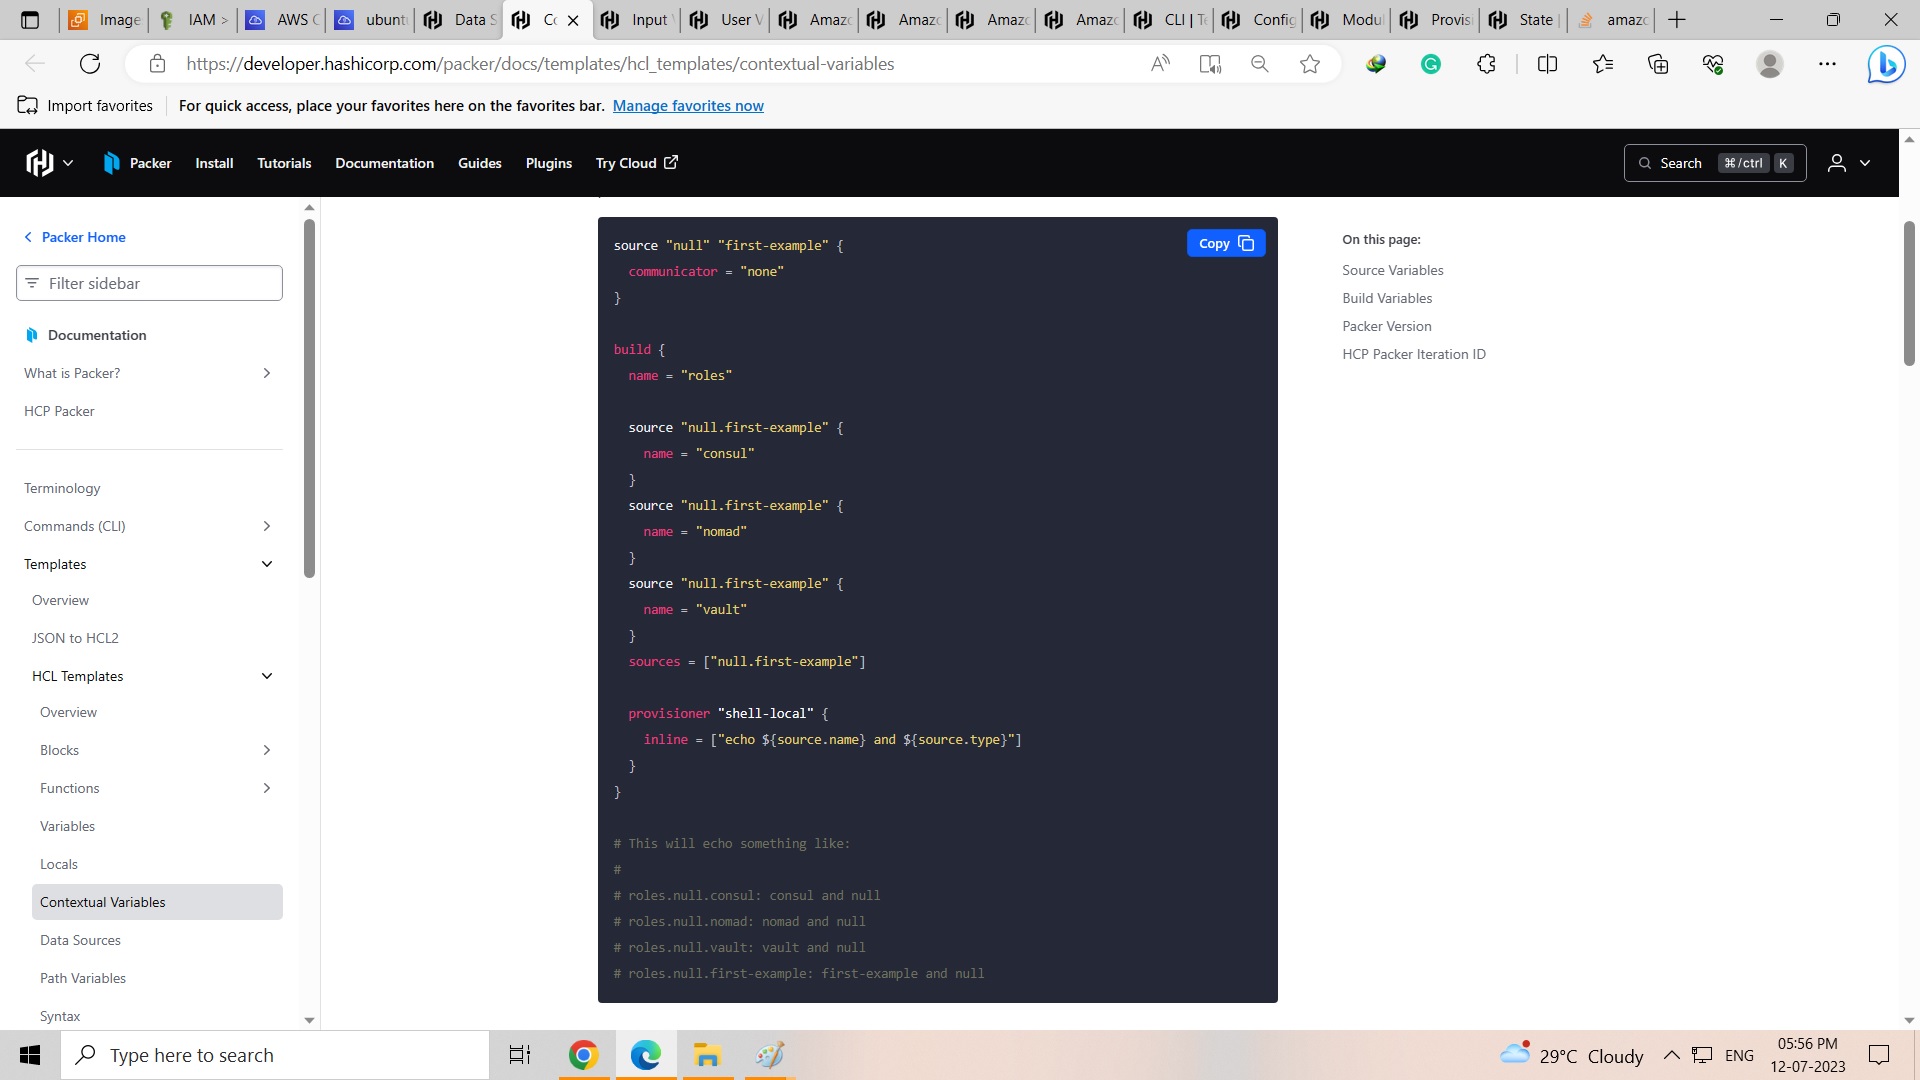 Image
IAM >
AWS C
ubuntu
Data S
Co
Input V
User V
Amazo
Amazo
Amazo
Amazo
CLI | Te
Config
Modul
Provisi
State |
amazo
https://developer.hashicorp.com/packer/docs/templates/hcl_templates/contextual-variables
Import favorites
For quick access, place your favorites here on the favorites bar. Manage favorites now
Packer
Install
Tutorials
Documentation
Guides
Plugins
Try Cloud
Search
⌘/ctrl
K
Packer Home
Filter sidebar
Documentation
What is Packer?
HCP Packer
Terminology
Commands (CLI)
Templates
Overview
JSON to HCL2
HCL Templates
Overview
Blocks
Functions
Variables
Locals
Contextual Variables
Data Sources
Path Variables
Syntax
Copy
source "null" "first-example" {
communicator = "none"
}
build {
name = "roles"
source "null.first-example" {
name = "consul"
}
source "null.first-example" {
name = "nomad"
}
source "null.first-example" {
name = "vault"
}
sources = ["null.first-example"]
provisioner "shell-local" {
inline = ["echo ${source.name} and ${source.type}"]
}
}
# This will echo something like:
#
# roles.null.consul: consul and null
# roles.null.nomad: nomad and null
# roles.null.vault: vault and null
# roles.null.first-example: first-example and null
On this page:
Source Variables
Build Variables
Packer Version
HCP Packer Iteration ID
Type here to search
29°C Cloudy
ENG
05:56 PM
12-07-2023